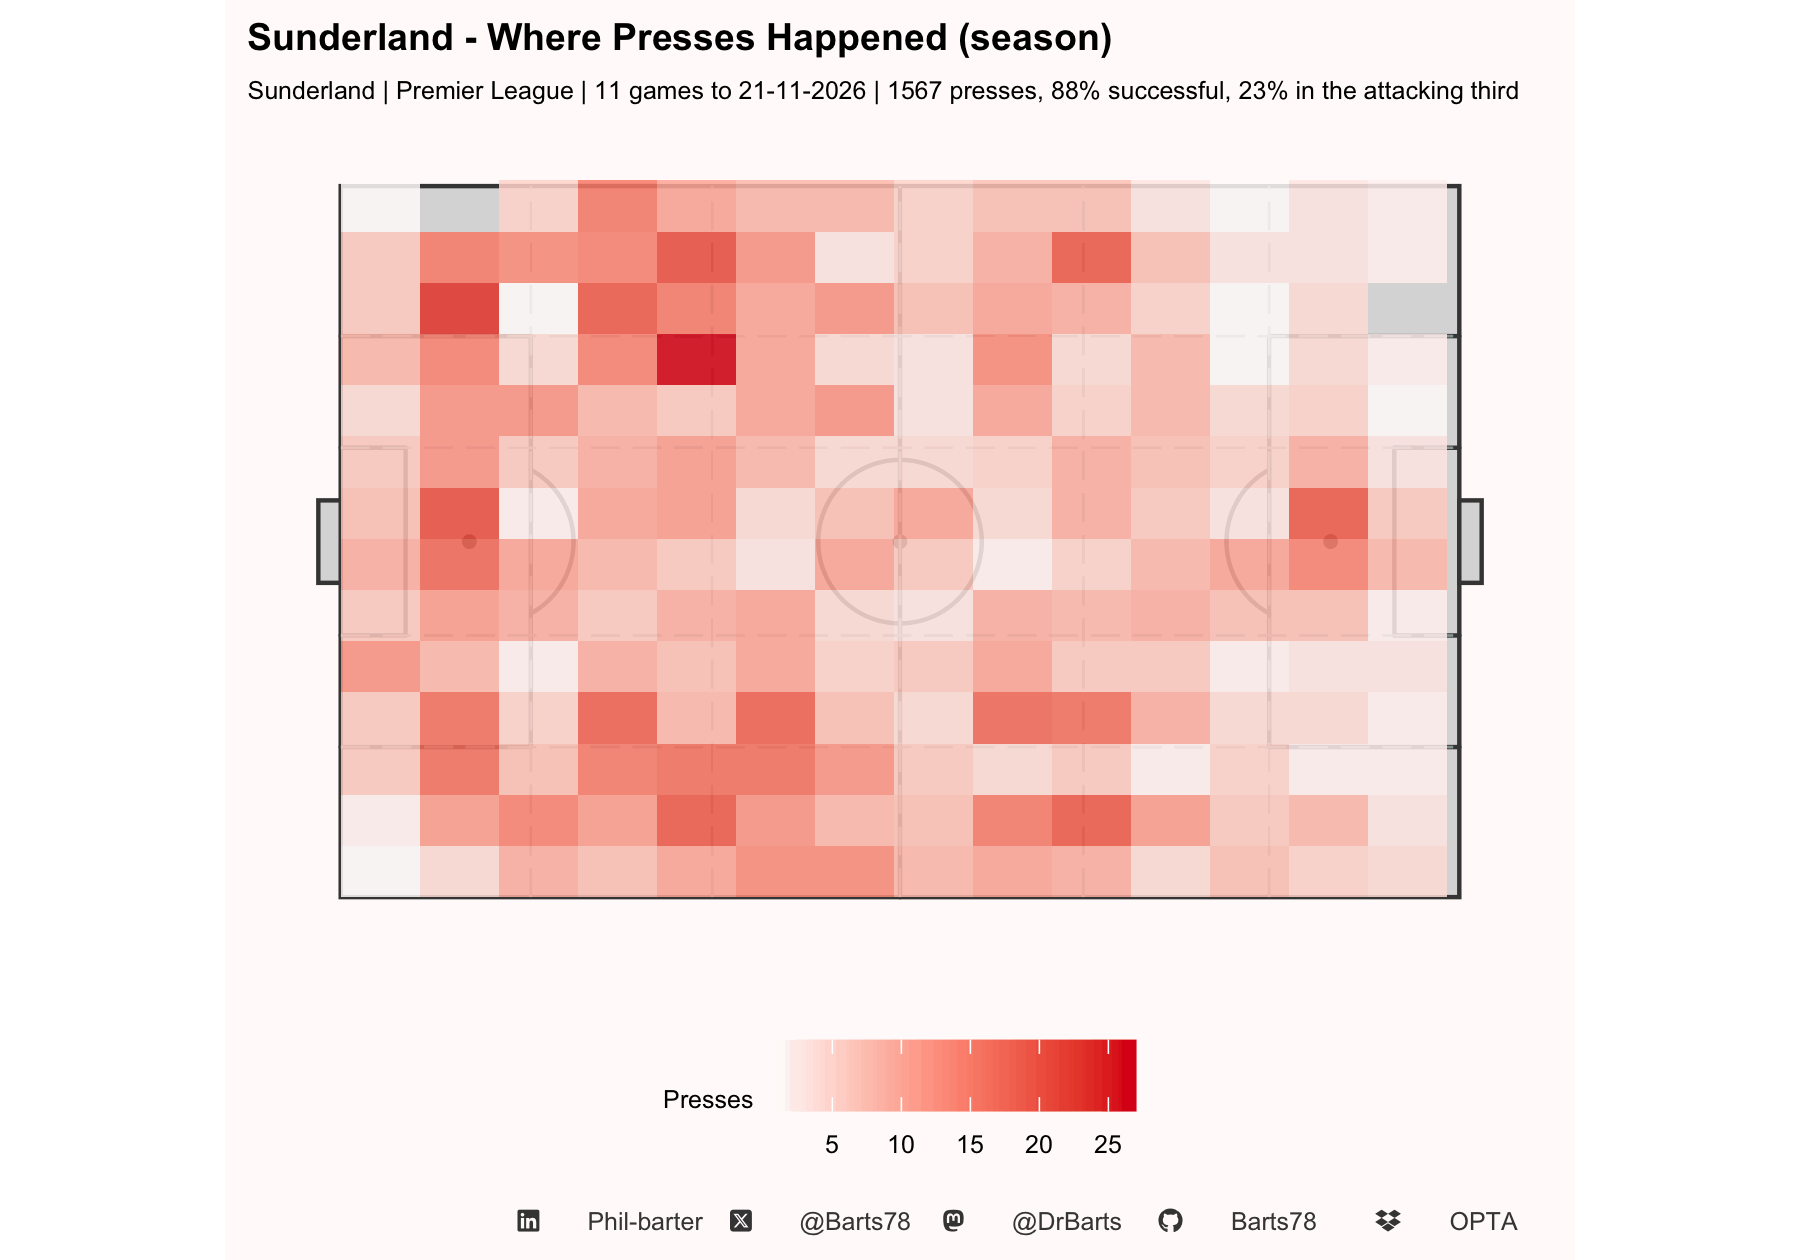 Sunderland - Where Presses Happened (season)
Sunderland | Premier League | 11 games to 21-11-2026 | 1567 presses, 88% successful, 23% in the attacking third
Presses
5 10 15 20 25
Phil-barter @Barts78 @DrBarts Barts78 OPTA